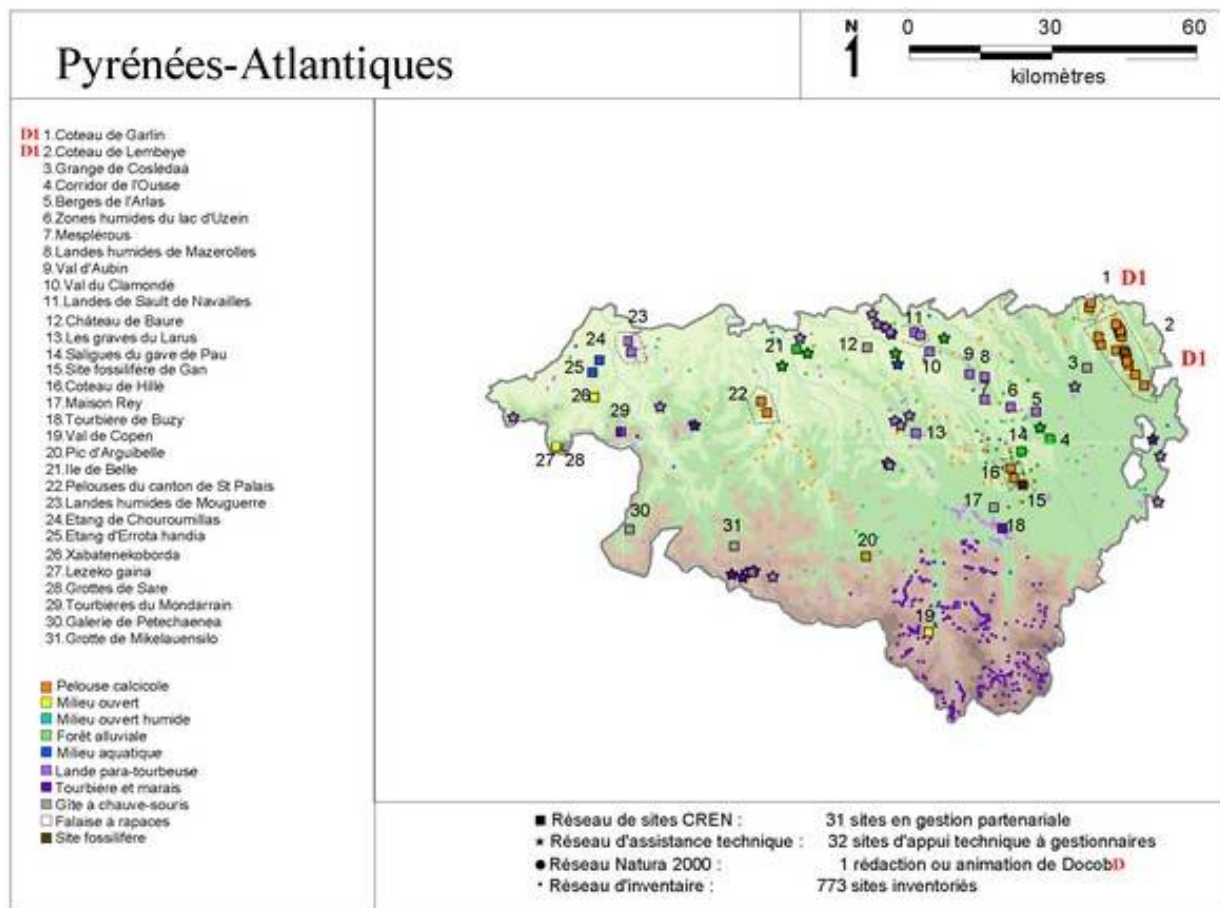 Pyrénées-Atlantiques
N
0 30 60
kilomètres
D1 1.Coteau de Garlin
D1 2.Coteau de Lembeye
3.Grange de Cosledaà
4.Corridor de l'Ousse
5.Berges de l'Arlas
6.Zones humides du lac d'Uzein
7.Mesplérous
8.Landes humides de Mazerolles
9.Val d'Aubin
10.Val du Clamondé
11.Landes de Sault de Navailles
12.Château de Baure
13.Les graves du Larus
14.Saligues du gave de Pau
15.Site fossilifère de Gan
16.Coteau de Hillé
17.Maison Rey
18.Tourbière de Buzy
19.Val de Copen
20.Pic d'Arguibelle
21.Ile de Belle
22.Pelouses du canton de St Palais
23.Landes humides de Mouguerre
24.Etang de Chouroumillas
25.Etang d'Errota handia
26.Xabatenekoborda
27.Lezeko gaina
28.Grottes de Sare
29.Tourbières du Mondarrain
30.Galerie de Petechaenea
31.Grotte de Mikelauensilo
Pelouse calcicole
Milieu ouvert
Milieu ouvert humide
Forêt alluviale
Milieu aquatique
Lande para-tourbeuse
Tourbière et marais
Gîte à chauve-souris
Falaise à rapaces
Site fossilifère
1 D1
2
D1
3
23
24
25
26
27 28
29
21
22
12
11
10
9 8
7
6
5
4
13
14
16
15
17
18
30
31
20
19
Réseau de sites CREN : 31 sites en gestion partenariale
Réseau d'assistance technique : 32 sites d'appui technique à gestionnaires
Réseau Natura 2000 : 1 rédaction ou animation de DocobD
Réseau d'inventaire : 773 sites inventoriés